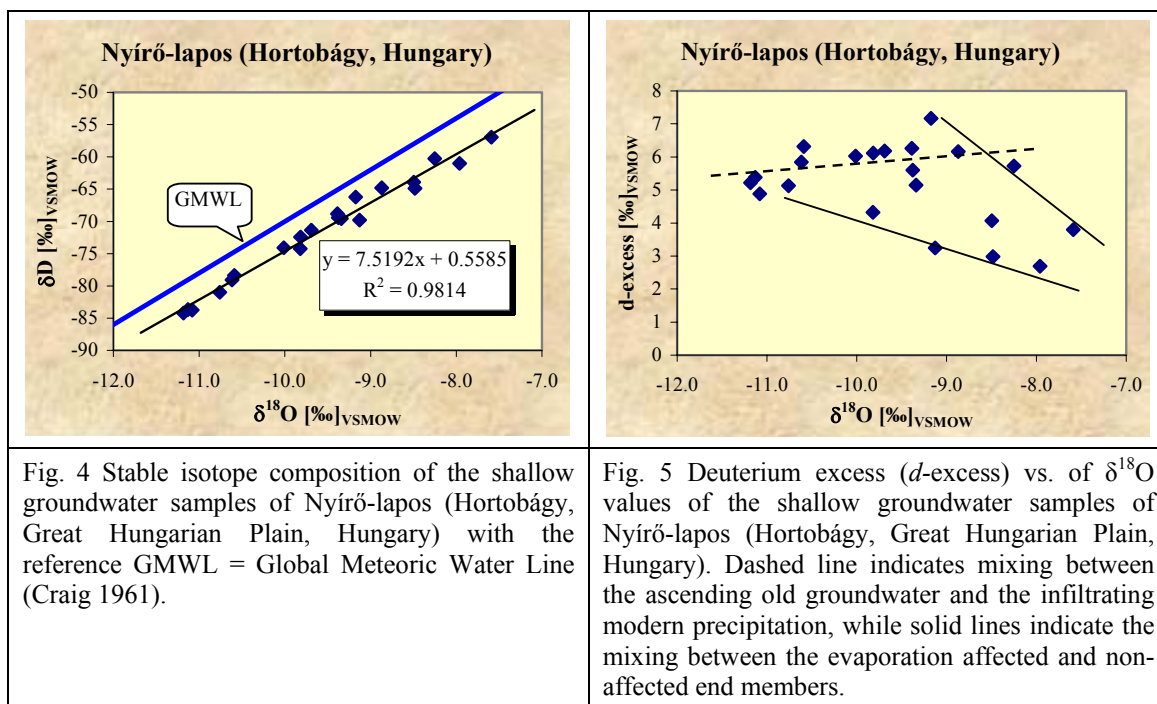 Nyírő-lapos (Hortobágy, Hungary)
-50
-55
-60
-65
-70
-75
-80
-85
-90
δD [‰]VSMOW
GMWL
y = 7.5192x + 0.5585
R² = 0.9814
-12.0 -11.0 -10.0 -9.0 -8.0 -7.0
δ¹⁸O [‰]VSMOW
Nyírő-lapos (Hortobágy, Hungary)
8
7
6
5
4
3
2
1
0
d-excess [‰]VSMOW
-12.0 -11.0 -10.0 -9.0 -8.0 -7.0
δ¹⁸O [‰]VSMOW
Fig. 4 Stable isotope composition of the shallow
groundwater samples of Nyírő-lapos (Hortobágy,
Great Hungarian Plain, Hungary) with the
reference GMWL = Global Meteoric Water Line
(Craig 1961).
Fig. 5 Deuterium excess (d-excess) vs. of δ¹⁸O
values of the shallow groundwater samples of
Nyírő-lapos (Hortobágy, Great Hungarian Plain,
Hungary). Dashed line indicates mixing between
the ascending old groundwater and the infiltrating
modern precipitation, while solid lines indicate the
mixing between the evaporation affected and non-
affected end members.